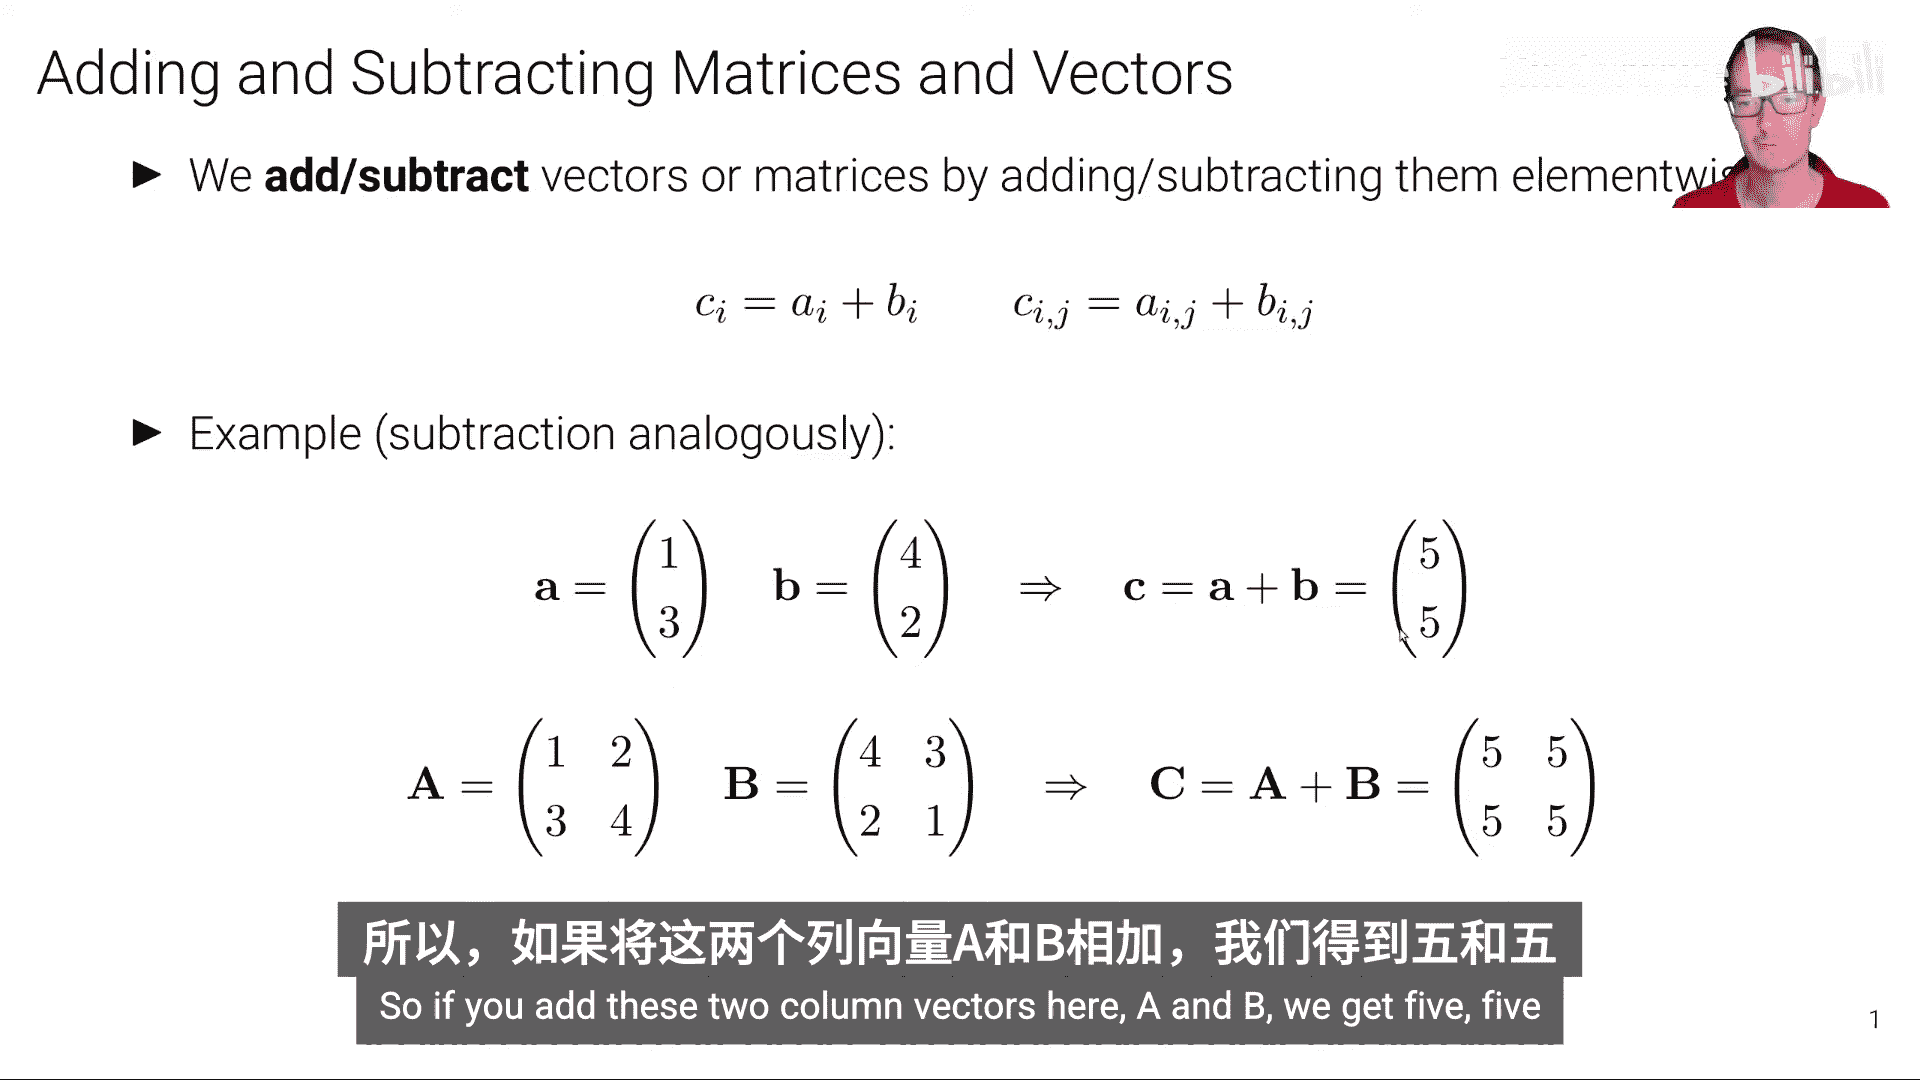 Adding and Subtracting Matrices and Vectors
bilibili
▶ We add/subtract vectors or matrices by adding/subtracting them elementwis
c_i = a_i + b_i c_{i,j} = a_{i,j} + b_{i,j}
▶ Example (subtraction analogously):
a = (1 3) b = (4 2) ⇒ c = a + b = (5 5)
A = (1 2 3 4) B = (4 3 2 1) ⇒ C = A + B = (5 5 5 5)
所以，如果将这两个列向量A和B相加，我们得到五和五
So if you add these two column vectors here, A and B, we get five, five
1